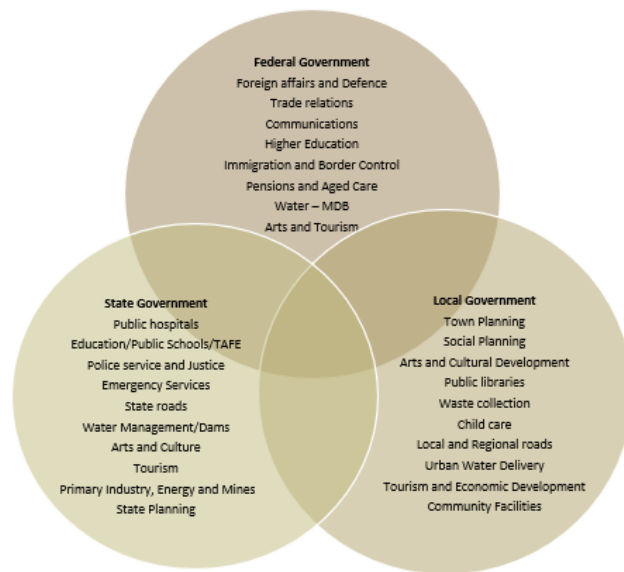 Federal Government
Foreign affairs and Defence
Trade relations
Communications
Higher Education
Immigration and Border Control
Pensions and Aged Care
Water – MDB
Arts and Tourism
State Government
Public hospitals
Education/Public Schools/TAFE
Police service and Justice
Emergency Services
State roads
Water Management/Dams
Arts and Culture
Tourism
Primary Industry, Energy and Mines
State Planning
Local Government
Town Planning
Social Planning
Arts and Cultural Development
Public libraries
Waste collection
Child care
Local and Regional roads
Urban Water Delivery
Tourism and Economic Development
Community Facilities